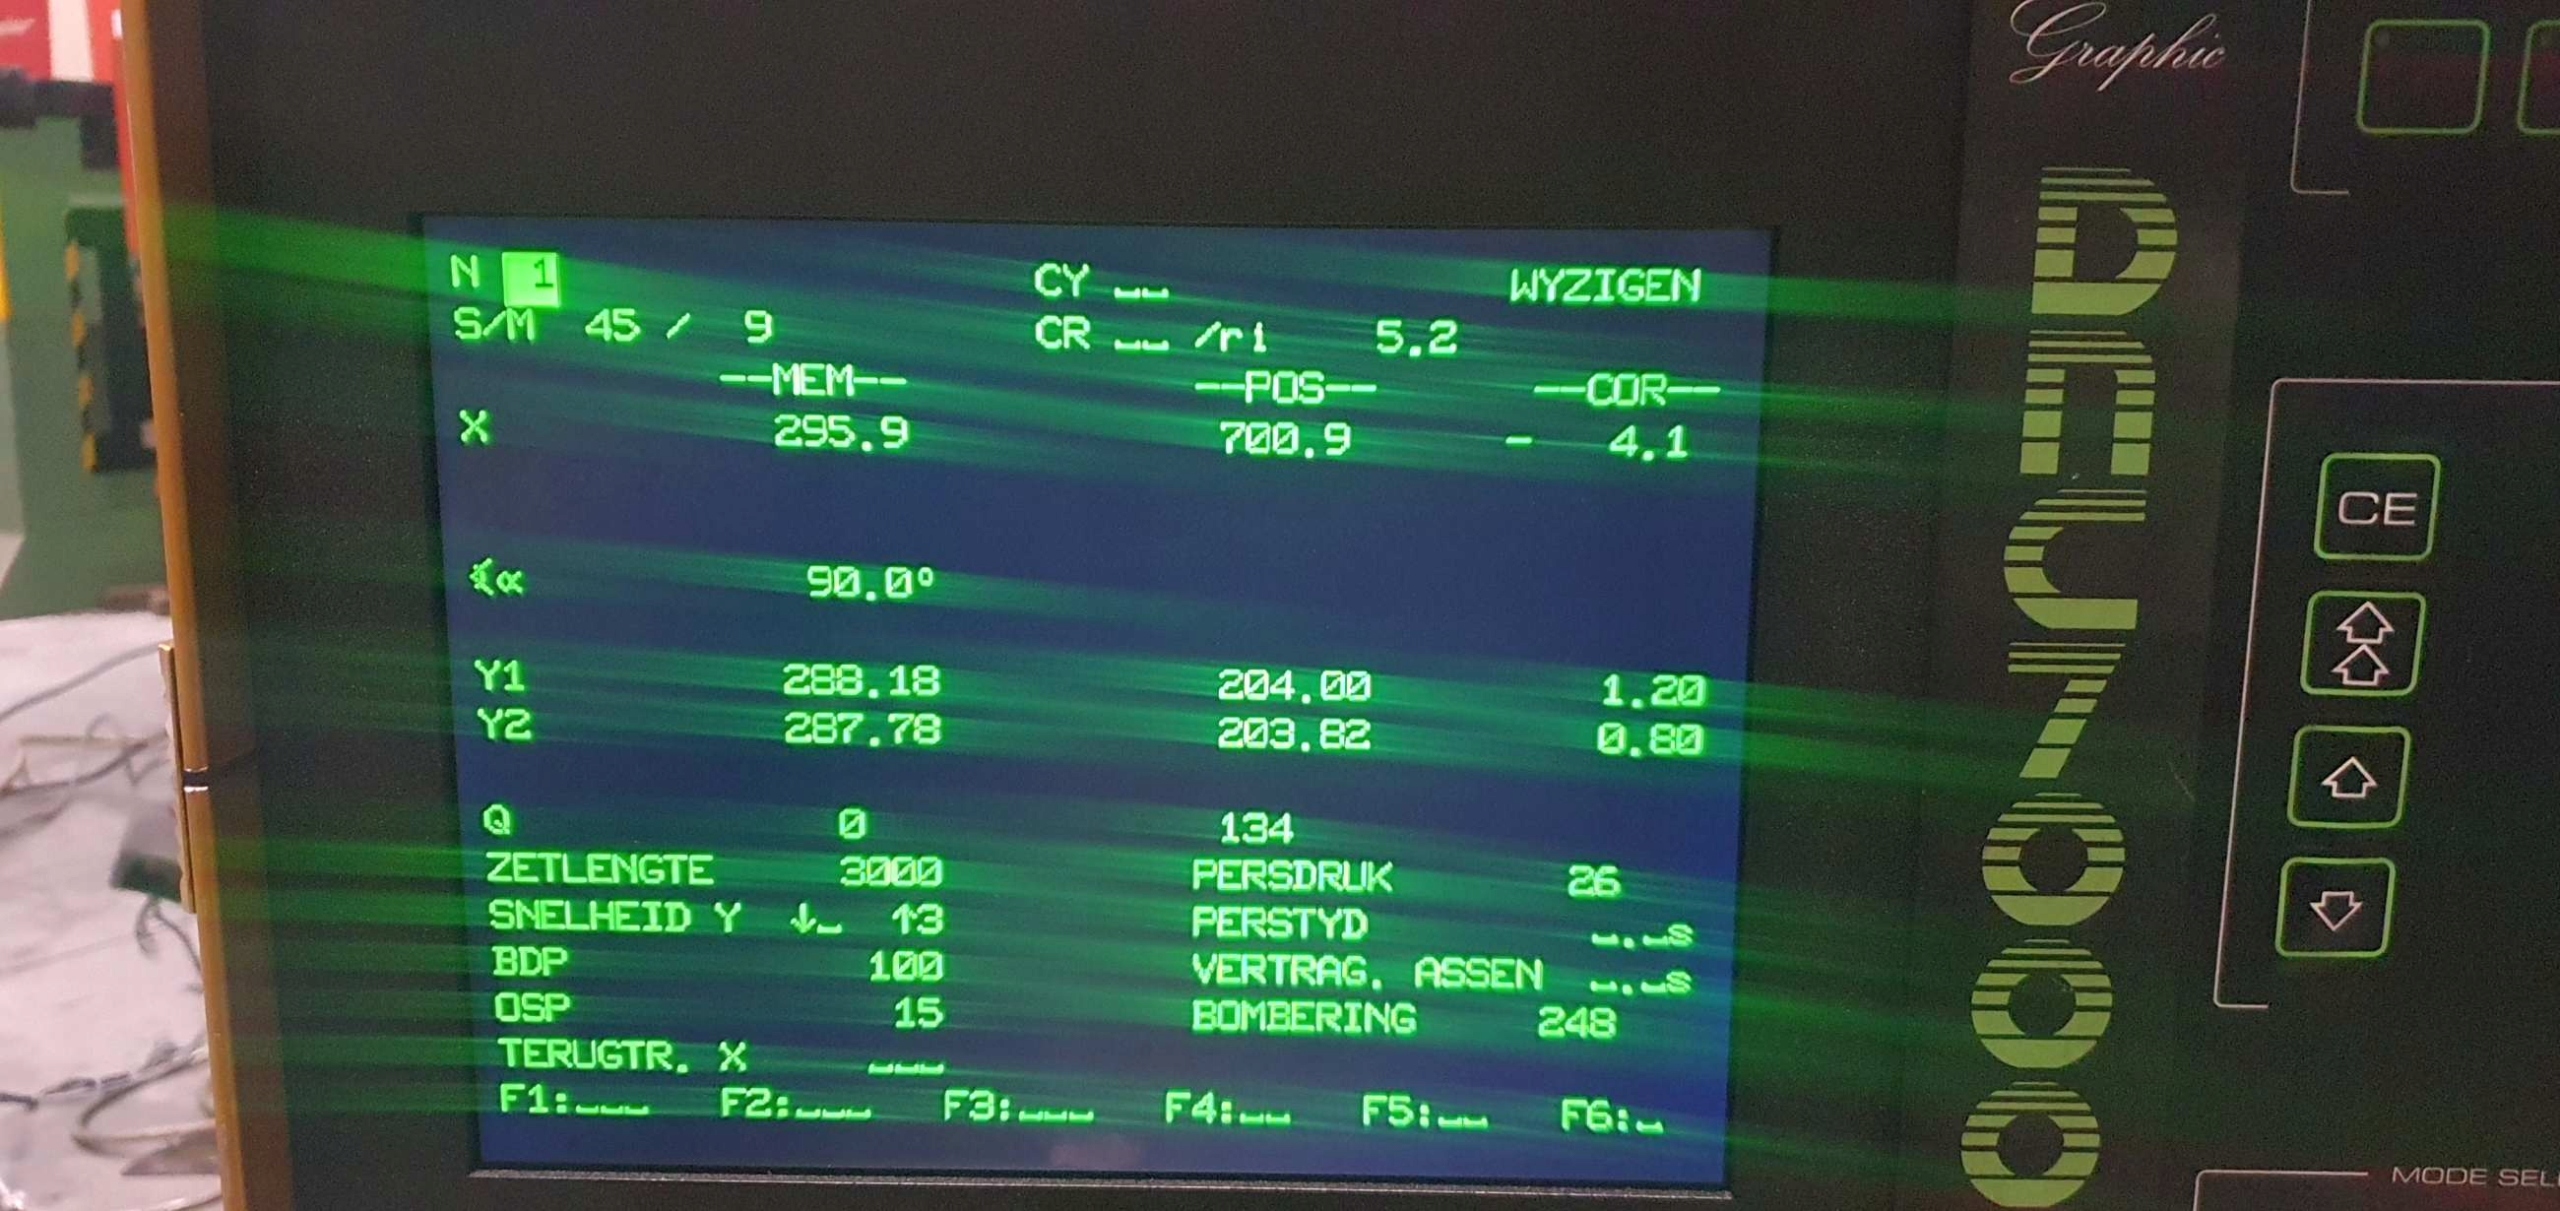 Graphic
DNC7000
N 1 CY __ WYZIGEN
S/M 45 / 9 CR __ /ri 5.2
--MEM-- --POS-- --COR--
X 295.9 700.9 - 4.1
∢α 90.0°
Y1 288.18 204.00 1.20
Y2 287.78 203.82 0.80
Q 0 134
ZETLENGTE 3000 PERSDRUK 26
SNELHEID Y ↓_ ↑3 PERSTYD _._s
BDP 100 VERTRAG. ASSEN _._s
OSP 15 BOMBERING 248
TERUGTR. X ___
F1:___ F2:___ F3:___ F4:__ F5:__ F6:_
CE
MODE